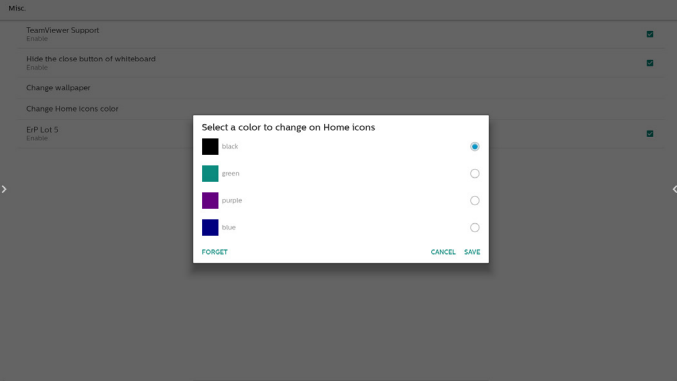 Misc.
TeamViewer Support
Enable
Hide the close button of whiteboard
Enable
Change wallpaper
Change Home icons color
ErP Lot 5
Enable
Select a color to change on Home icons
black
green
purple
blue
FORGET CANCEL SAVE